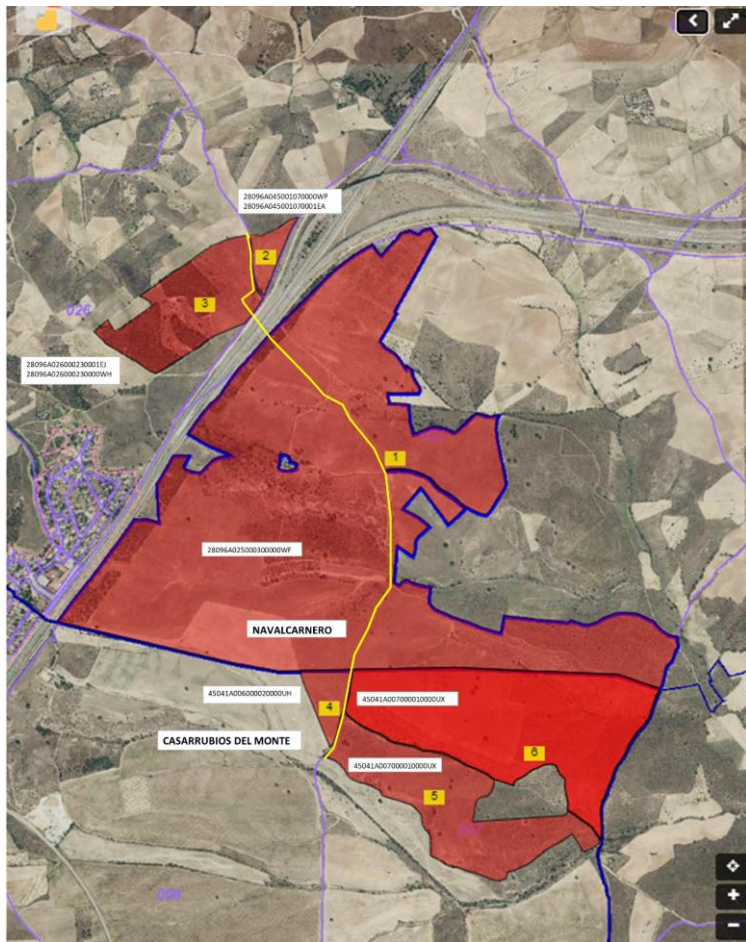 28096A045001070000WP
28096A045001070001EA
2
3
026
28096A026000230001EJ
28096A026000230000WH
1
28096A025000300000WF
NAVALCARNERO
45041A006000020000UH
4
45041A007000010000UX
CASARRUBIOS DEL MONTE
6
45041A007000010000UX
5
006